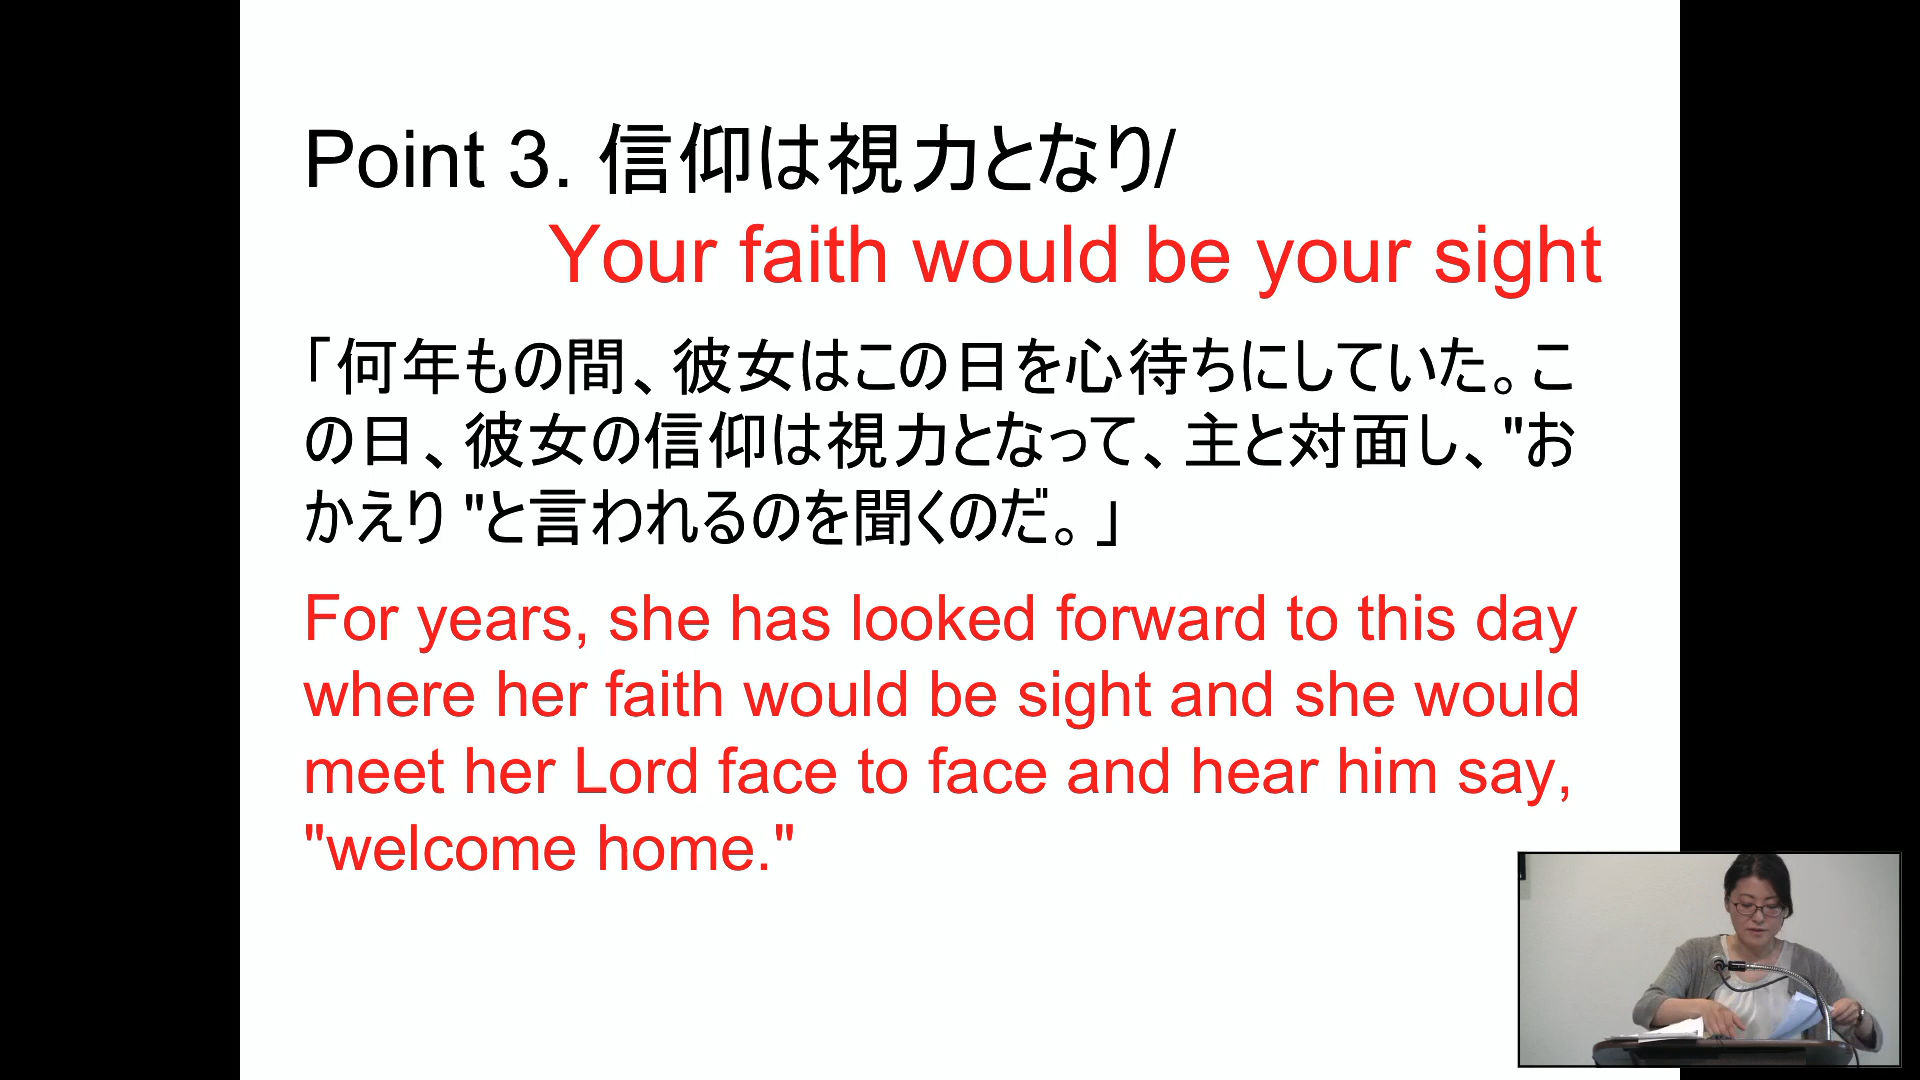 Point 3. 信仰は視力となり/
Your faith would be your sight
「何年もの間、彼女はこの日を心待ちにしていた。こ
の日、彼女の信仰は視力となって、主と対面し、"お
かえり "と言われるのを聞くのだ。」
For years, she has looked forward to this day
where her faith would be sight and she would
meet her Lord face to face and hear him say,
"welcome home."